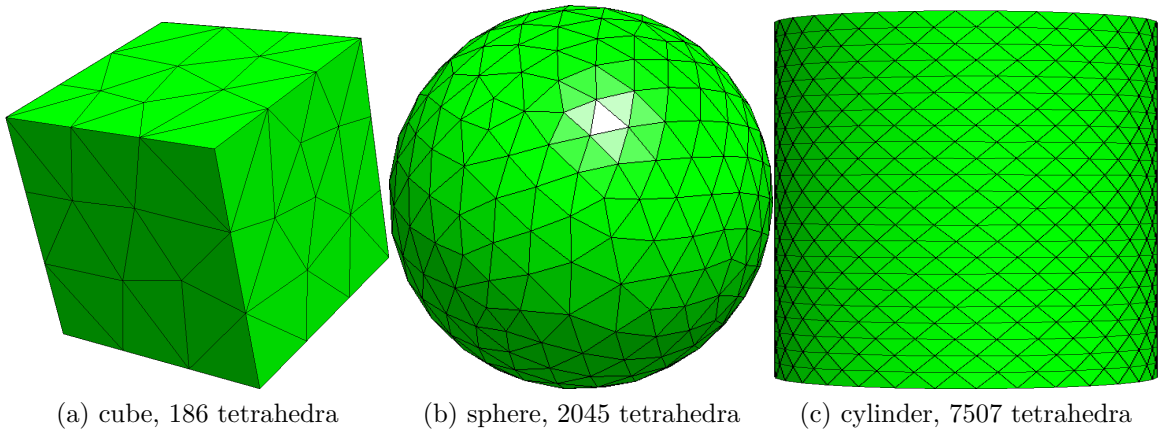 (a) cube, 186 tetrahedra
(b) sphere, 2045 tetrahedra
(c) cylinder, 7507 tetrahedra